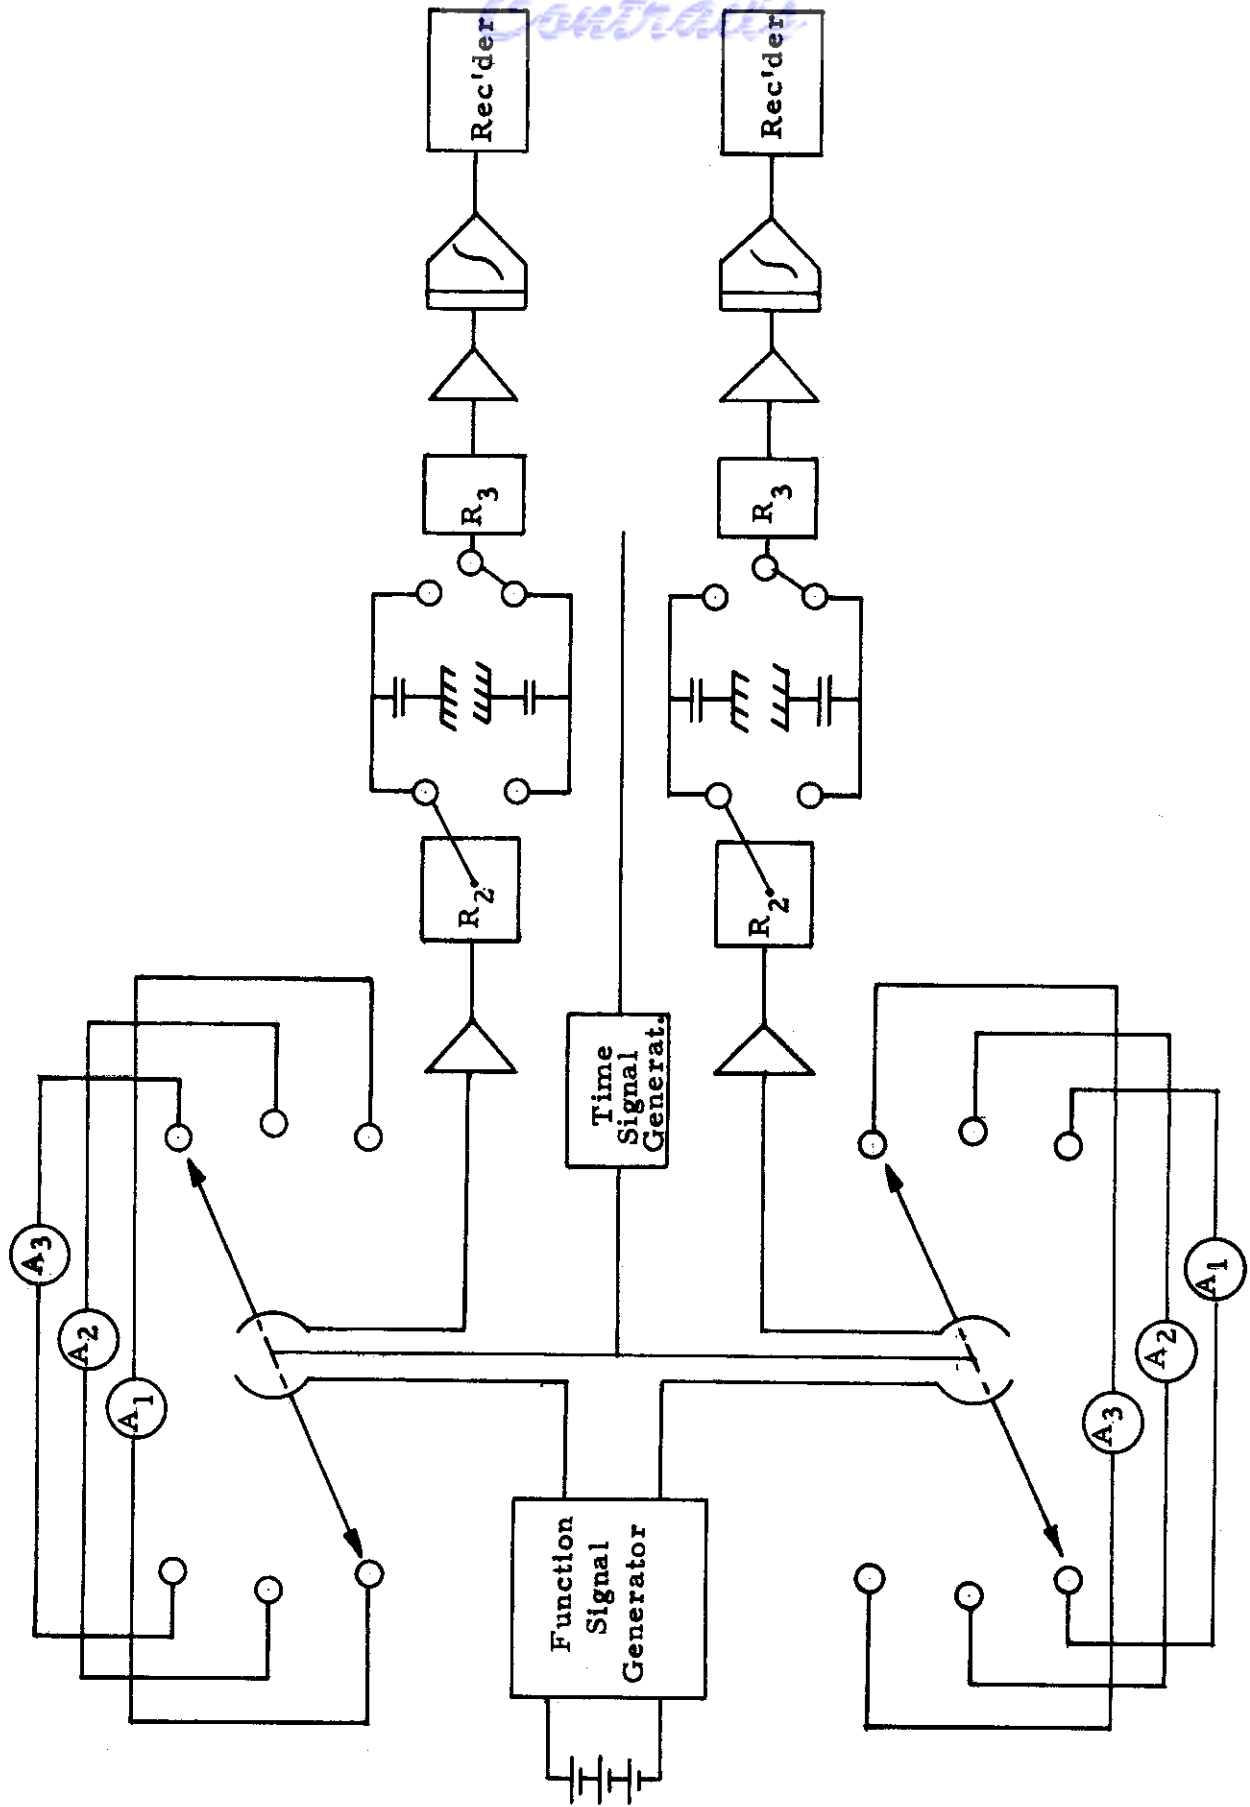 Contrails
Rec'der
Rec'der
R3
R3
R2
R2
Time
Signal
Generat.
A3
A2
A1
A1
A2
A3
Function
Signal
Generator